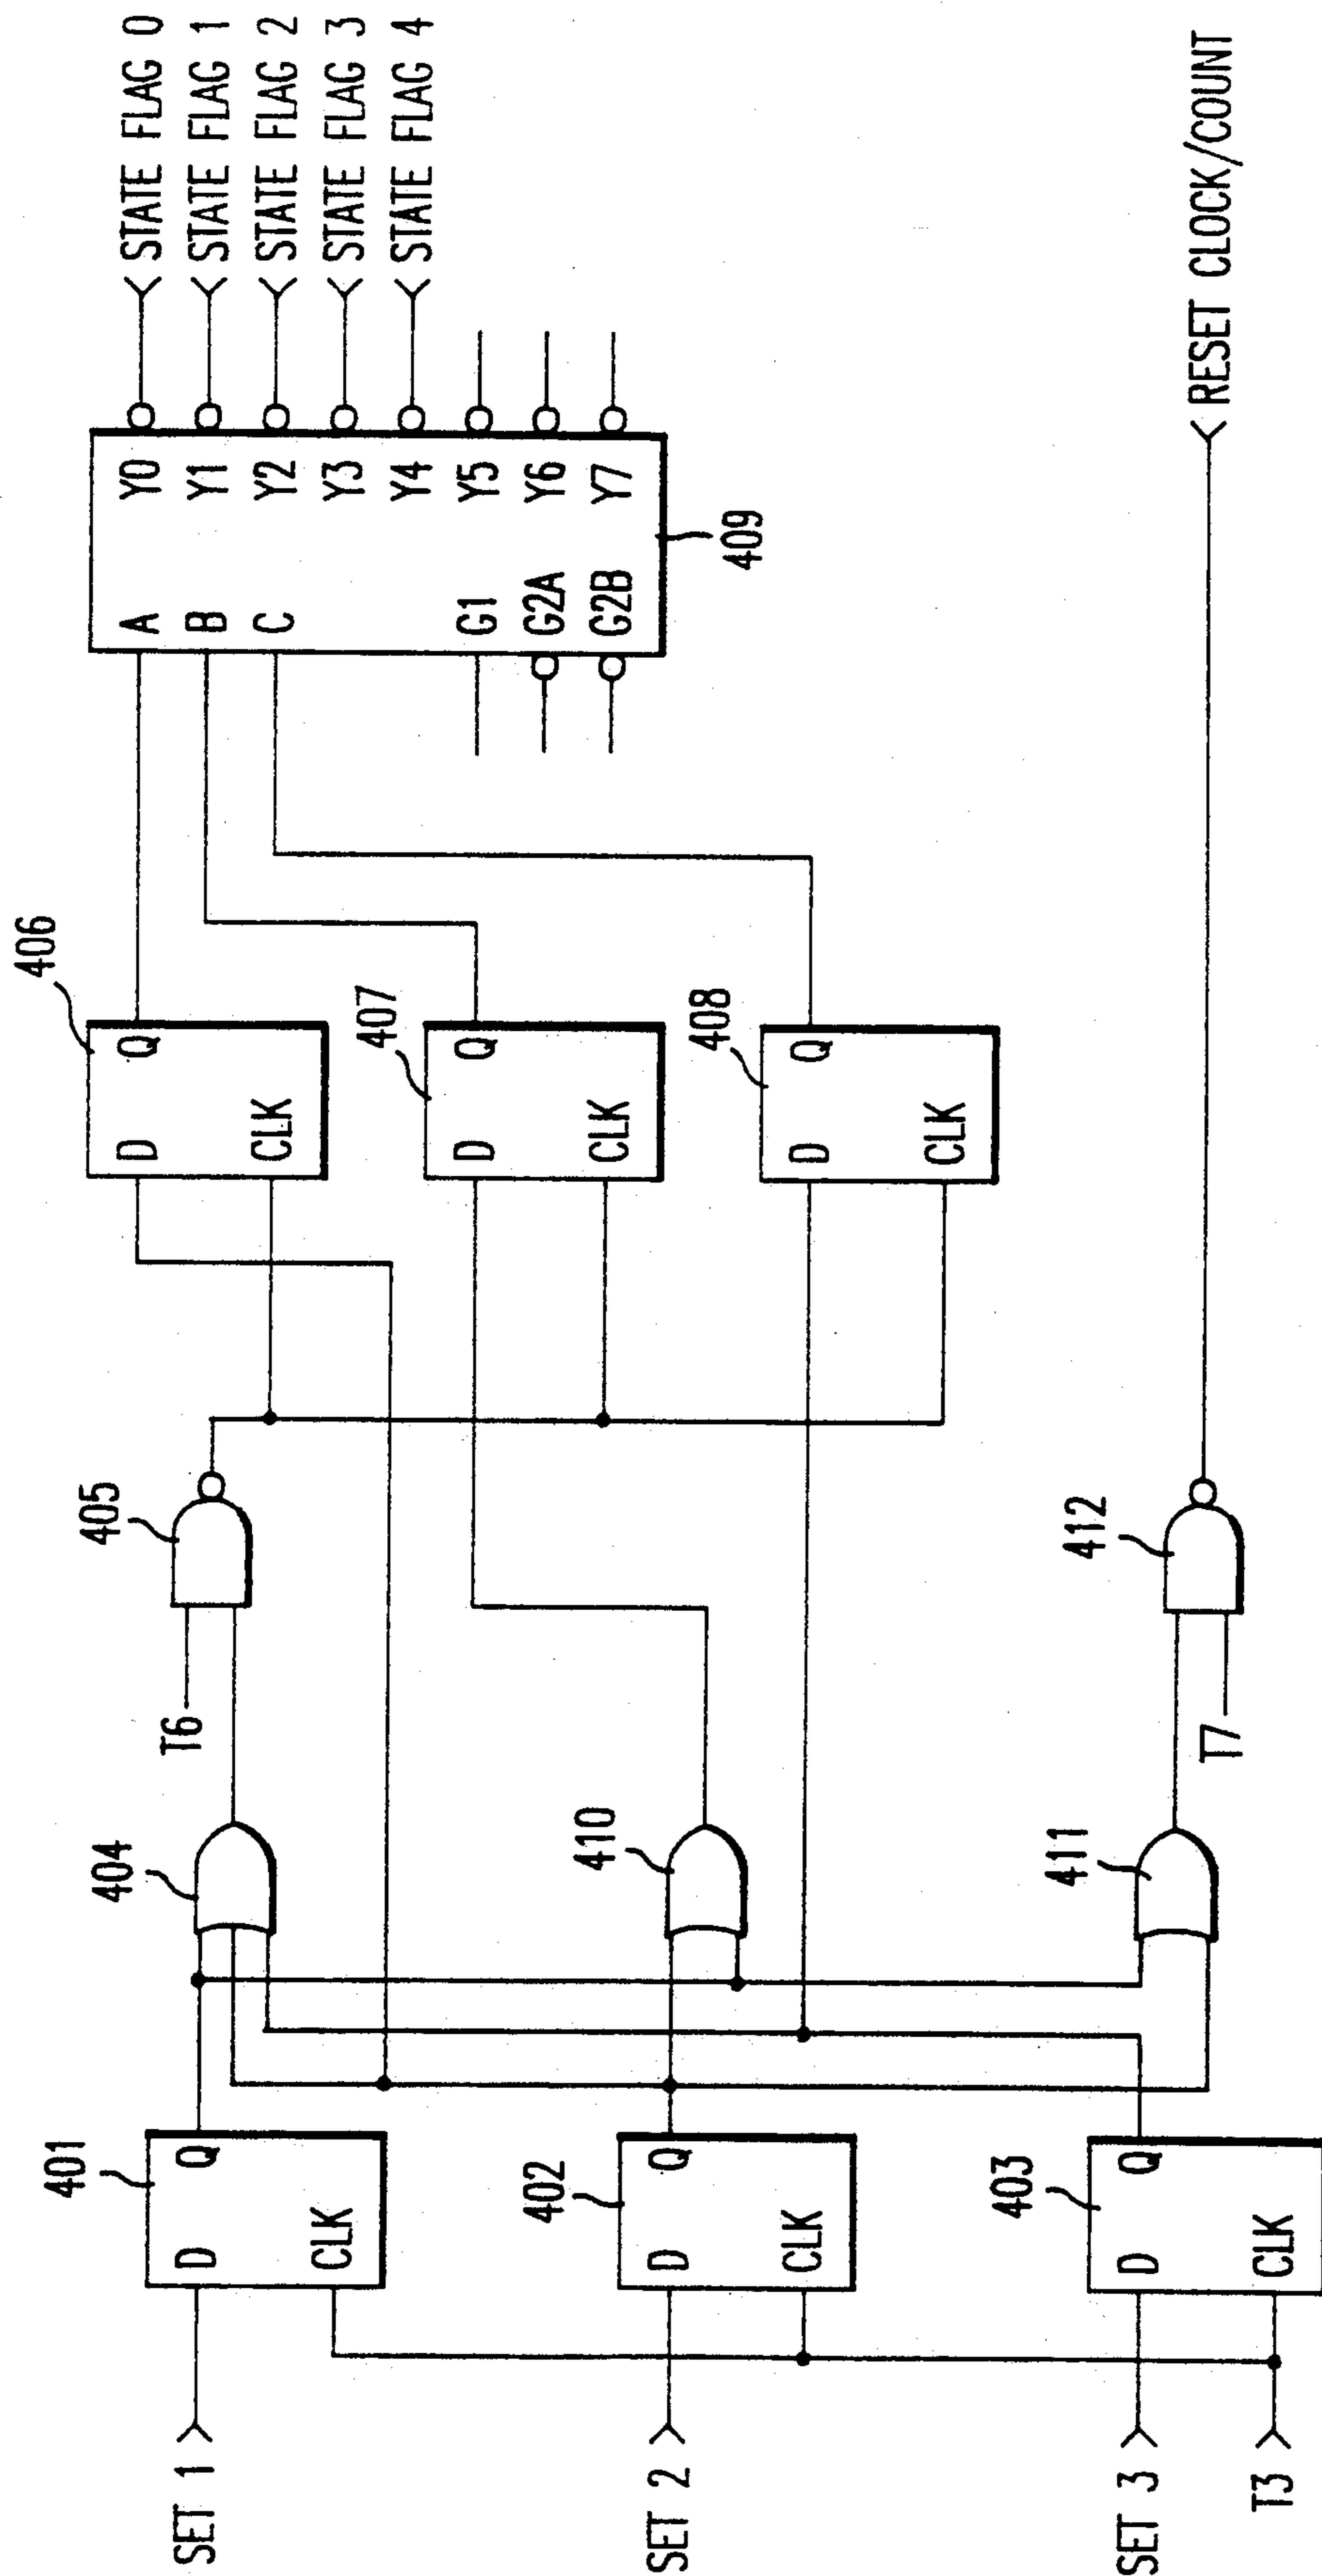 SET 1
SET 2
SET 3
T3
401
D
Q
CLK
402
D
Q
CLK
403
D
Q
CLK
404
410
411
T6
405
T7
412
406
D
Q
CLK
407
D
Q
CLK
408
D
Q
CLK
A
B
C
G1
G2A
G2B
Y0
Y1
Y2
Y3
Y4
Y5
Y6
Y7
409
STATE FLAG 0
STATE FLAG 1
STATE FLAG 2
STATE FLAG 3
STATE FLAG 4
RESET CLOCK/COUNT